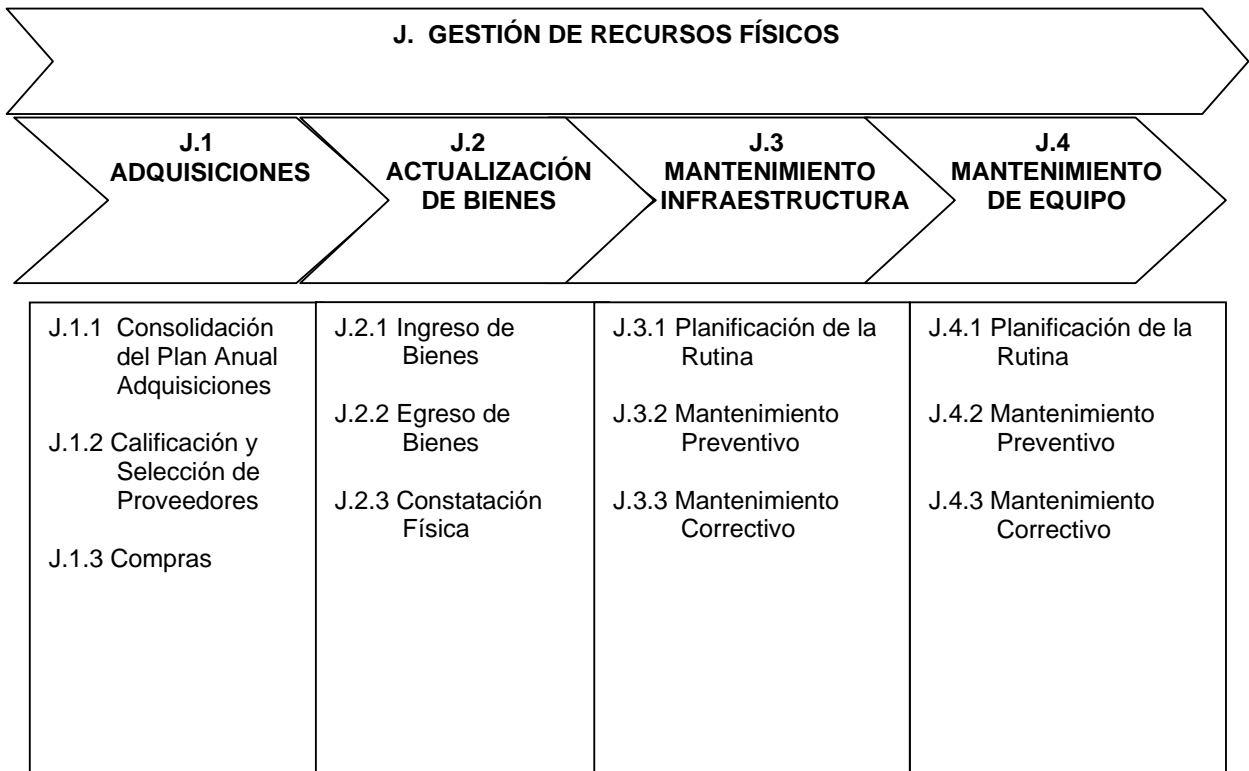 J. GESTIÓN DE RECURSOS FÍSICOS
J.1
ADQUISICIONES
J.2
ACTUALIZACIÓN
DE BIENES
J.3
MANTENIMIENTO
INFRAESTRUCTURA
J.4
MANTENIMIENTO
DE EQUIPO
J.1.1 Consolidación
del Plan Anual
Adquisiciones
J.1.2 Calificación y
Selección de
Proveedores
J.1.3 Compras
J.2.1 Ingreso de
Bienes
J.2.2 Egreso de
Bienes
J.2.3 Constatación
Física
J.3.1 Planificación de la
Rutina
J.3.2 Mantenimiento
Preventivo
J.3.3 Mantenimiento
Correctivo
J.4.1 Planificación de la
Rutina
J.4.2 Mantenimiento
Preventivo
J.4.3 Mantenimiento
Correctivo